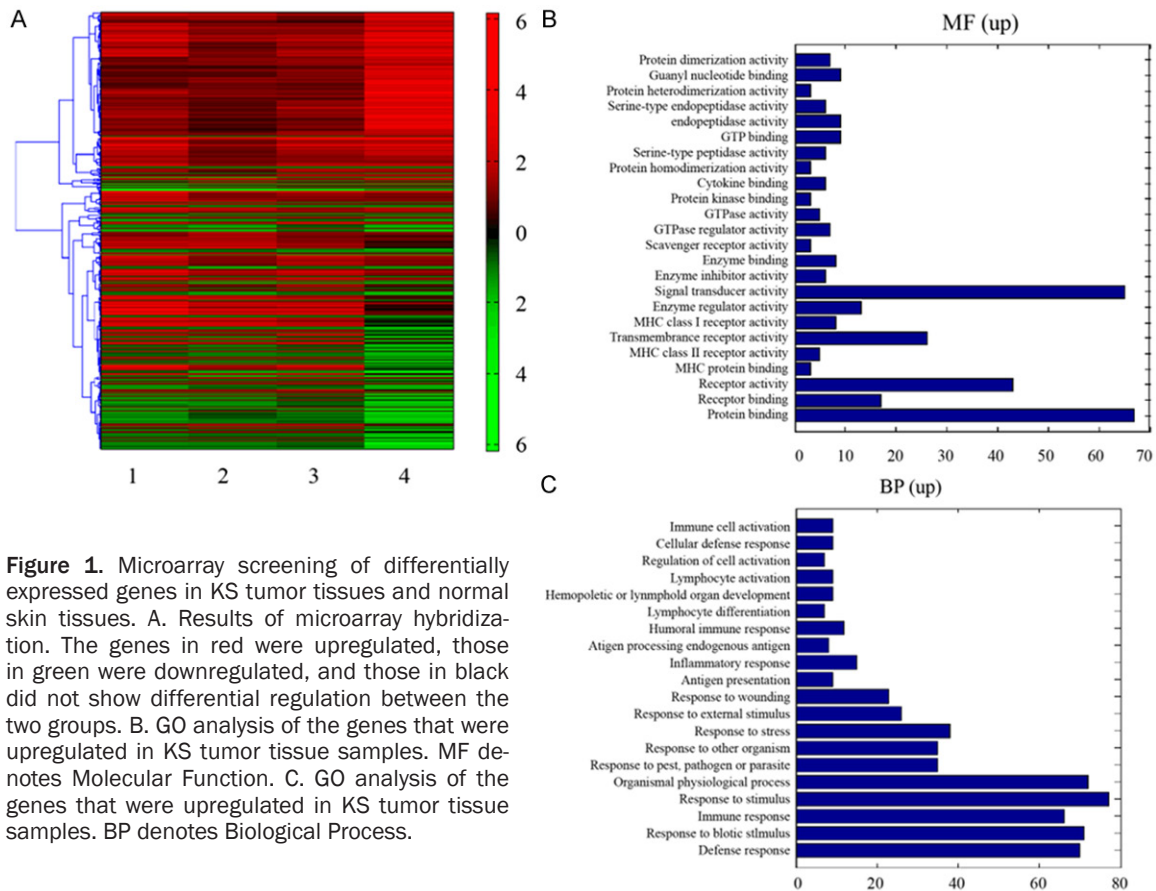 A
6
4
2
0
2
4
6
1 2 3 4
B
MF (up)
Protein dimerization activity
Guanyl nucleotide binding
Protein heterodimerization activity
Serine-type endopeptidase activity
endopeptidase activity
GTP binding
Serine-type peptidase activity
Protein homodimerization activity
Cytokine binding
Protein kinase binding
GTPase activity
GTPase regulator activity
Scavenger receptor activity
Enzyme binding
Enzyme inhibitor activity
Signal transducer activity
Enzyme regulator activity
MHC class I receptor activity
Transmembrance receptor activity
MHC class II receptor activity
MHC protein binding
Receptor activity
Receptor binding
Protein binding
0 10 20 30 40 50 60 70
C
BP (up)
Immune cell activation
Cellular defense response
Regulation of cell activation
Lymphocyte activation
Hemopoletic or lynmphold organ development
Lymphocyte differentiation
Humoral immune response
Atigen processing endogenous antigen
Inflammatory response
Antigen presentation
Response to wounding
Response to external stimulus
Response to stress
Response to other organism
Response to pest, pathogen or parasite
Organismal physiological process
Response to stimulus
Immune response
Response to blotic stlmulus
Defense response
0 20 40 60 80
Figure 1. Microarray screening of differentially
expressed genes in KS tumor tissues and normal
skin tissues. A. Results of microarray hybridiza-
tion. The genes in red were upregulated, those
in green were downregulated, and those in black
did not show differential regulation between the
two groups. B. GO analysis of the genes that were
upregulated in KS tumor tissue samples. MF de-
notes Molecular Function. C. GO analysis of the
genes that were upregulated in KS tumor tissue
samples. BP denotes Biological Process.